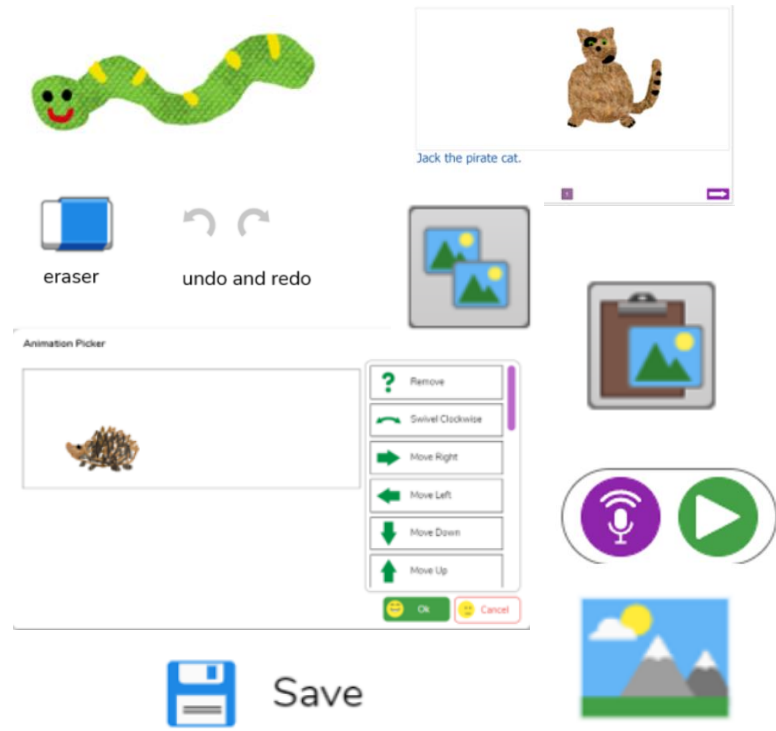 Jack the pirate cat.
eraser
undo and redo
Animation Picker
Remove
Swivel Clockwise
Move Right
Move Left
Move Down
Move Up
Ok
Cancel
Save